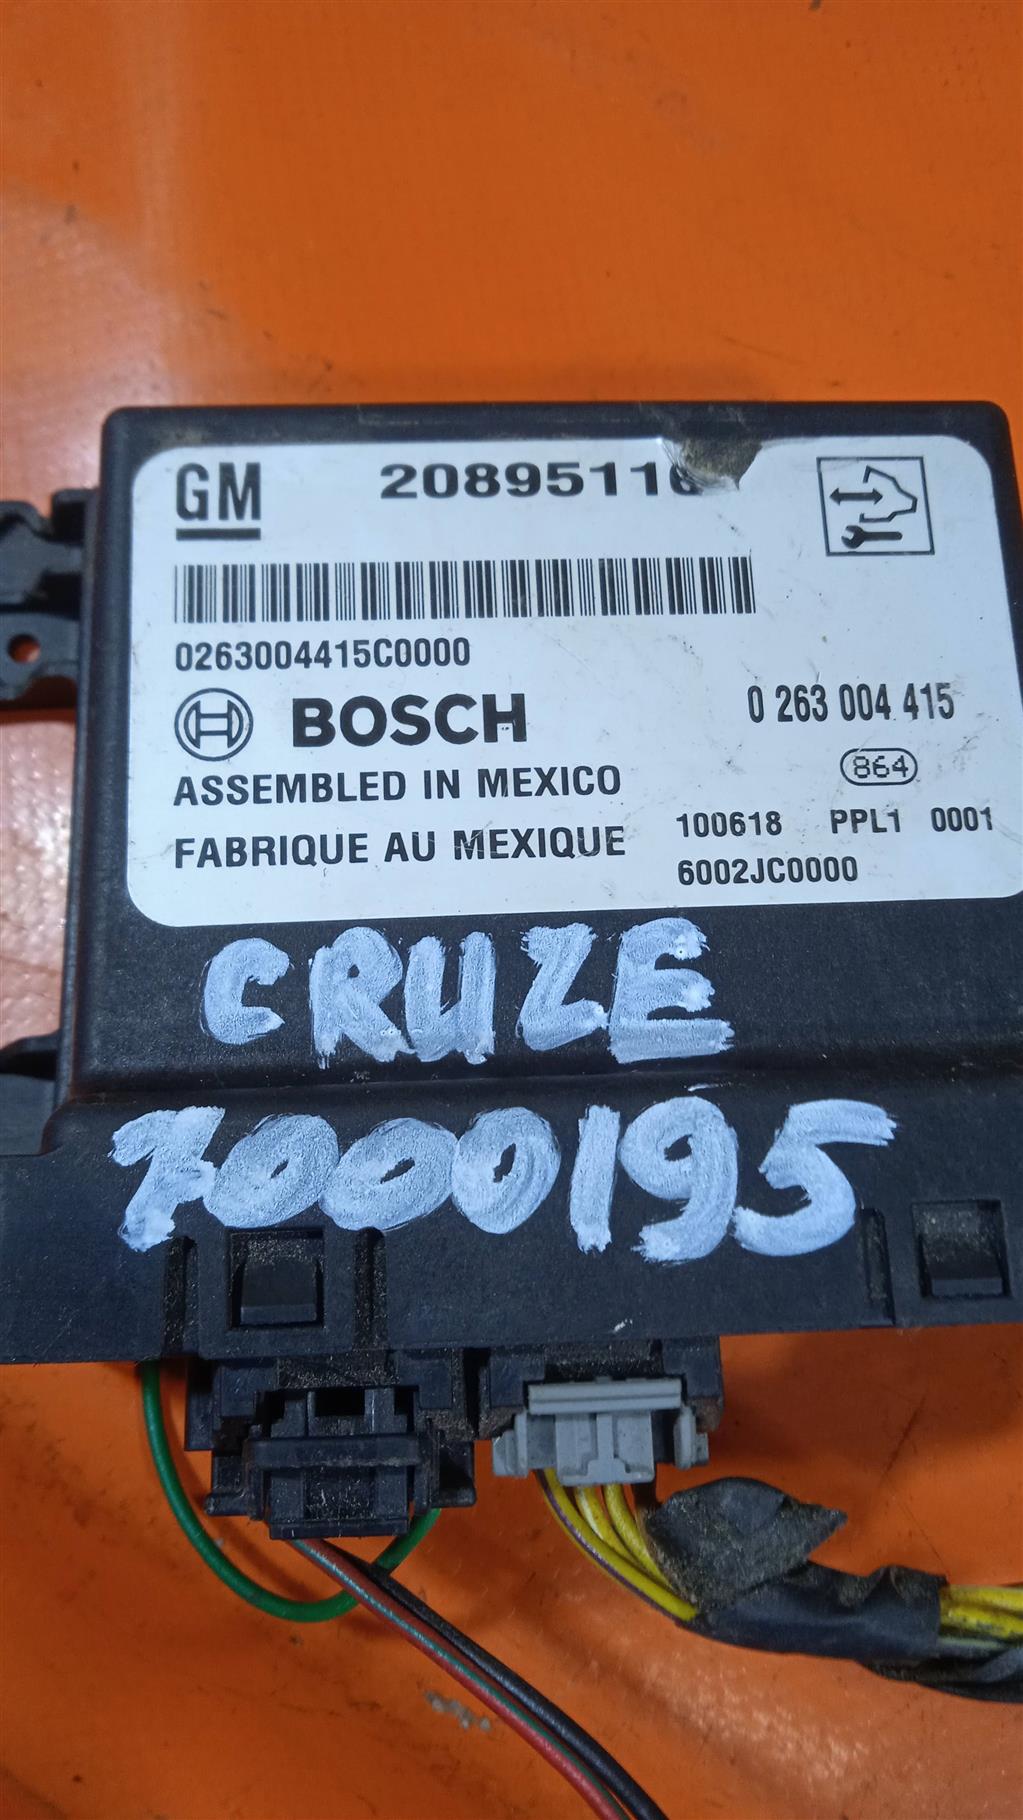 GM 20895116
0263004415C0000
BOSCH 0 263 004 415
864
ASSEMBLED IN MEXICO
FABRIQUE AU MEXIQUE
100618 PPL1 0001
6002JC0000
CRUZE
7000195